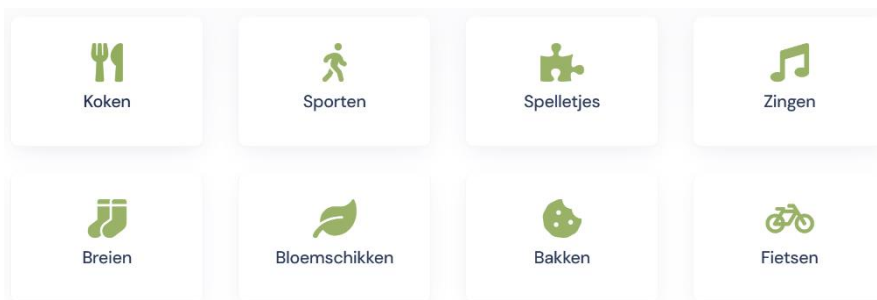 Koken
Sporten
Spelletjes
Zingen
Breien
Bloemschikken
Bakken
Fietsen